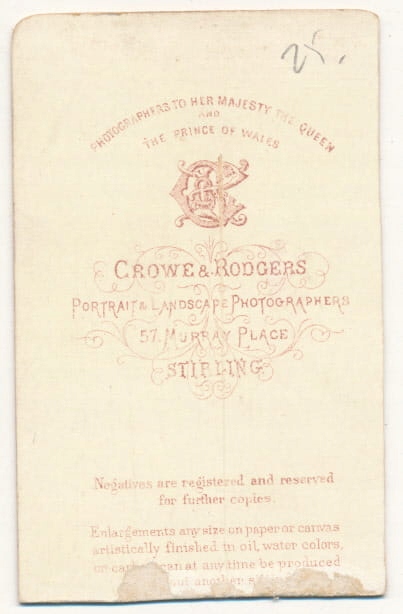 25.
PHOTOGRAPHERS TO HER MAJESTY THE QUEEN
AND
THE PRINCE OF WALES
CROWE & RODGERS
PORTRAIT & LANDSCAPE PHOTOGRAPHERS
57. MURRAY PLACE
STIRLING
Negatives are registered and reserved
for further copies.
Enlargements any size on paper or canvas
artistically finished in oil, water colors,
or can at any time be produced
out another